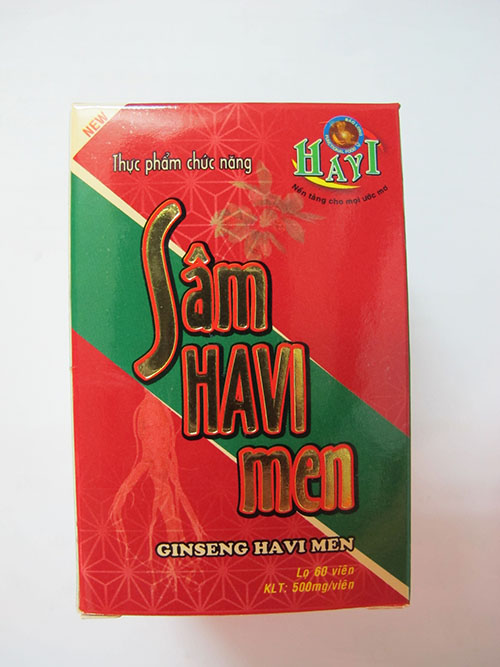 NEW
Thực phẩm chức năng
HAVI
Nền tảng cho mọi ước mơ
Sâm
HAVI
men
GINSENG HAVI MEN
Lọ 60 viên
KLT: 500mg/viên